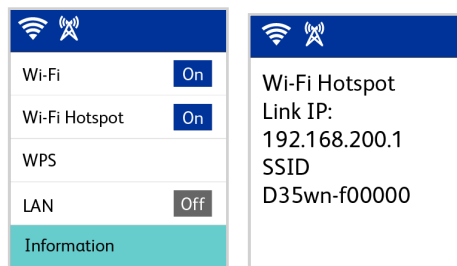 Wi-Fi On
Wi-Fi Hotspot On
WPS
LAN Off
Information
Wi-Fi Hotspot
Link IP:
192.168.200.1
SSID
D35wn-f00000